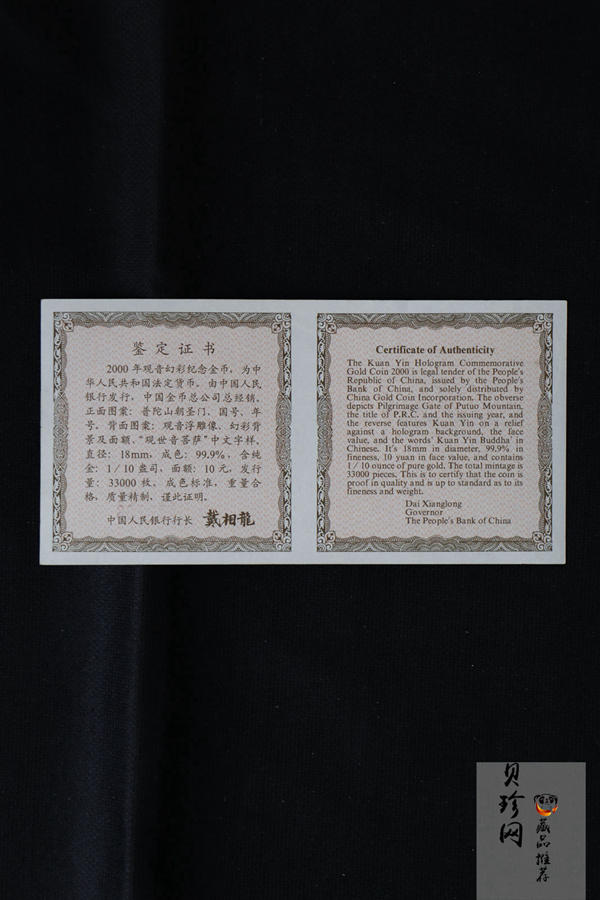 鉴定证书
2000年观音幻彩纪念金币，为中
华人民共和国法定货币。由中国人民
银行发行，中国金币总公司总经销，
正面图案：普陀山朝圣门、国号、年
号，背面图案：观音浮雕像、幻彩背
景及面额、“观世音菩萨”中文字样，
直径：18mm，成色：99.9%，含纯
金：1/10盎司，面额：10元，发行
量：33000枚。成色标准，重量合
格，质量精制，谨此证明。
中国人民银行行长 戴相龍
Certificate of Authenticity
The Kuan Yin Hologram Commemorative
Gold Coin 2000 is legal tender of the People's
Republic of China, issued by the People's
Bank of China, and solely distributed by
China Gold Coin Incorporation. The obverse
depicts Pilgrimage Gate of Putuo Mountain,
the title of P.R.C. and the issuing year, and
the reverse features Kuan Yin on a relief
against a hologram background, the face
value, and the words' Kuan Yin Buddha' in
Chinese. It's 18mm in diameter, 99.9% in
fineness, 10 yuan in face value, and contains
1/10 ounce of pure gold. The total mintage is
33000 pieces. This is to certify that the coin is
proof in quality and is up to standard as to its
fineness and weight.
Dai Xianglong
Governor
The People's Bank of China
贝珍网
藏品推荐